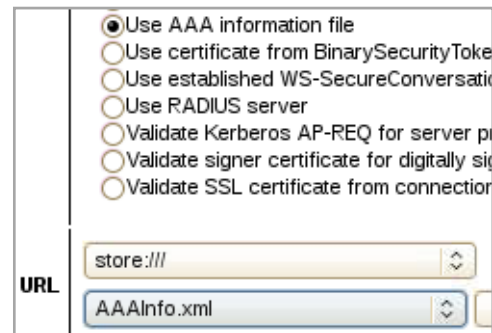 Use AAA information file
Use certificate from BinarySecurityToke
Use established WS-SecureConversatio
Use RADIUS server
Validate Kerberos AP-REQ for server pr
Validate signer certificate for digitally sig
Validate SSL certificate from connection
store:///
URL
AAAInfo.xml